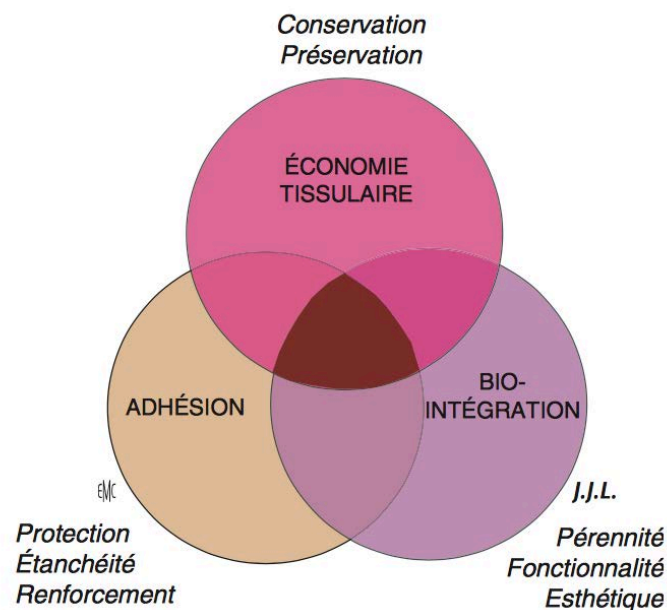 Conservation
Préservation
ÉCONOMIE
TISSULAIRE
ADHÉSION
BIO-
INTÉGRATION
EMC
J.J.L.
Protection
Étanchéité
Renforcement
Pérennité
Fonctionnalité
Esthétique